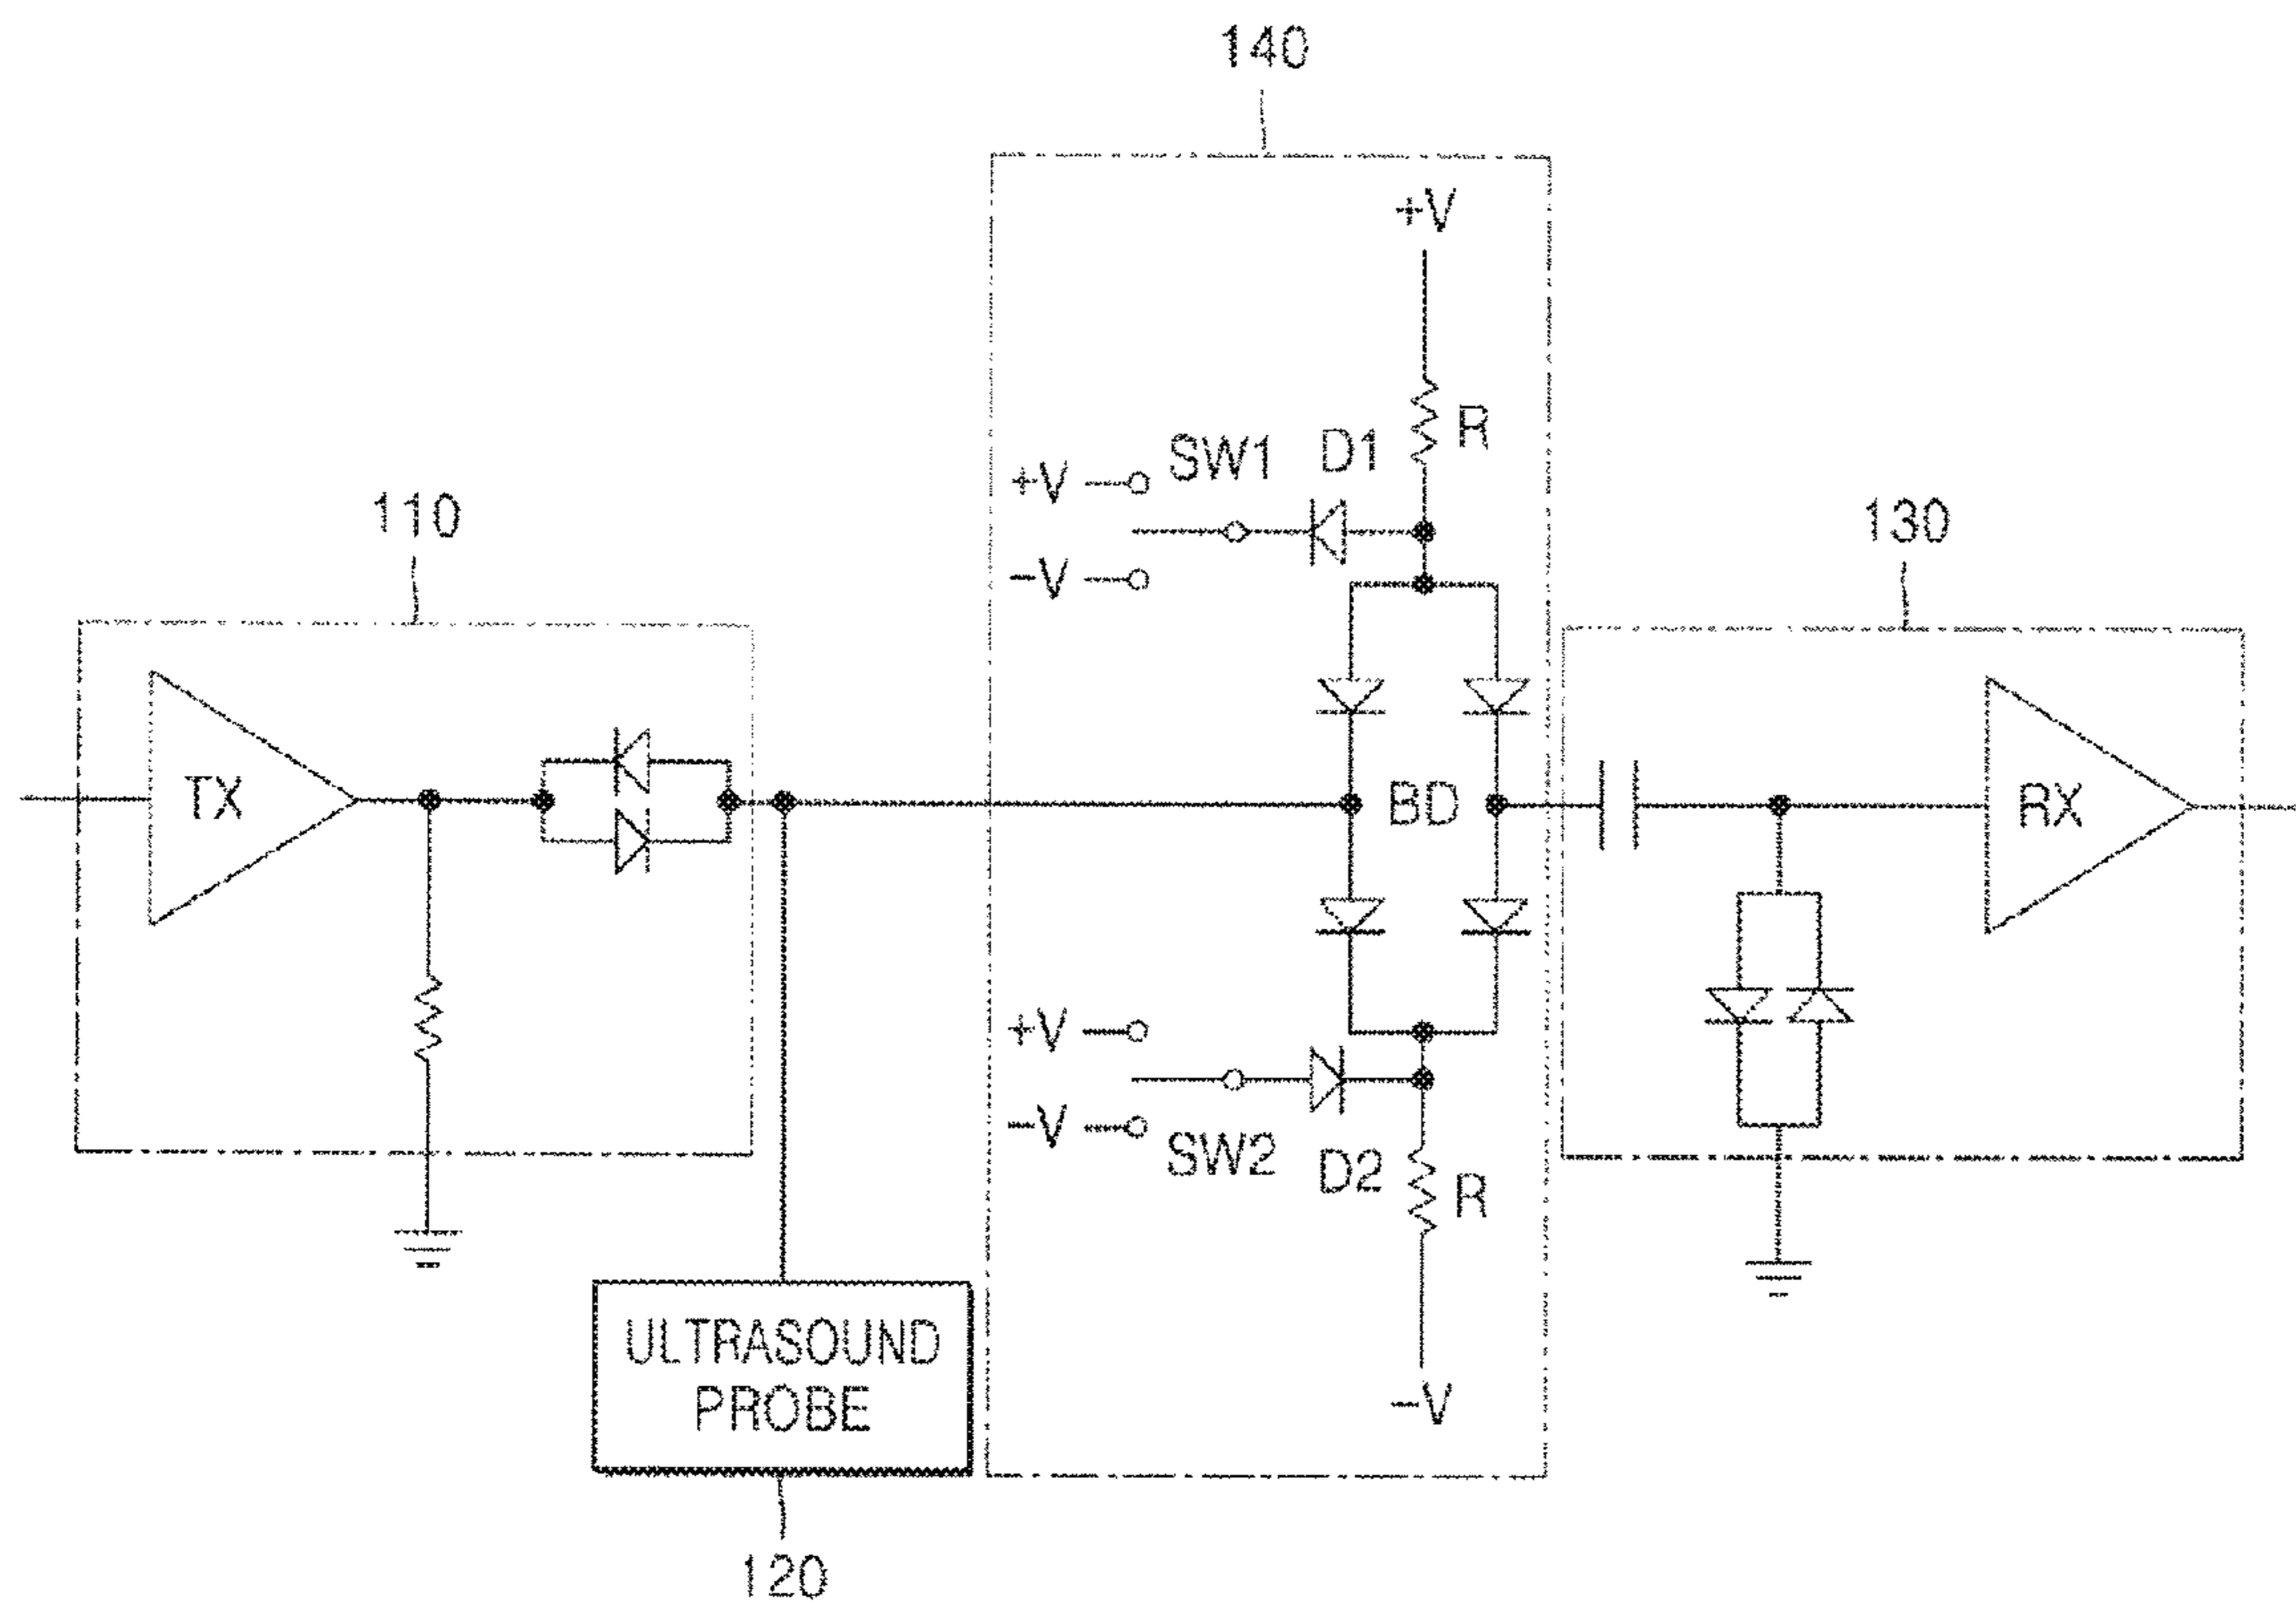 140
+V
R
SW1
D1
+V
-V
110
130
TX
BD
RX
+V
-V
SW2
D2
R
-V
ULTRASOUND
PROBE
120